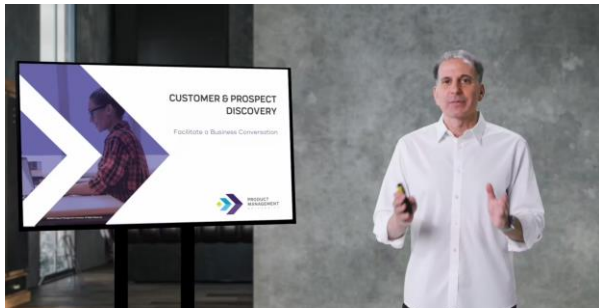 CUSTOMER & PROSPECT
DISCOVERY
Facilitate a Business Conversation
PRODUCT
MANAGEMENT